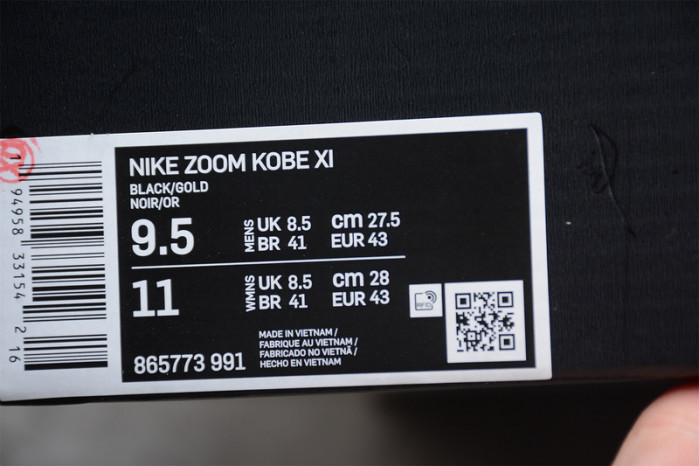 NIKE ZOOM KOBE XI
BLACK/GOLD
NOIR/OR
9.5 MENS UK 8.5 cm 27.5
BR 41 EUR 43
11 WMNS UK 8.5 cm 28
BR 41 EUR 43
RFID
MADE IN VIETNAM /
FABRIQUE AU VIETNAM /
FABRICADO NO VIETNÃ /
HECHO EN VIETNAM
865773 991
1 94958 33154 2 16